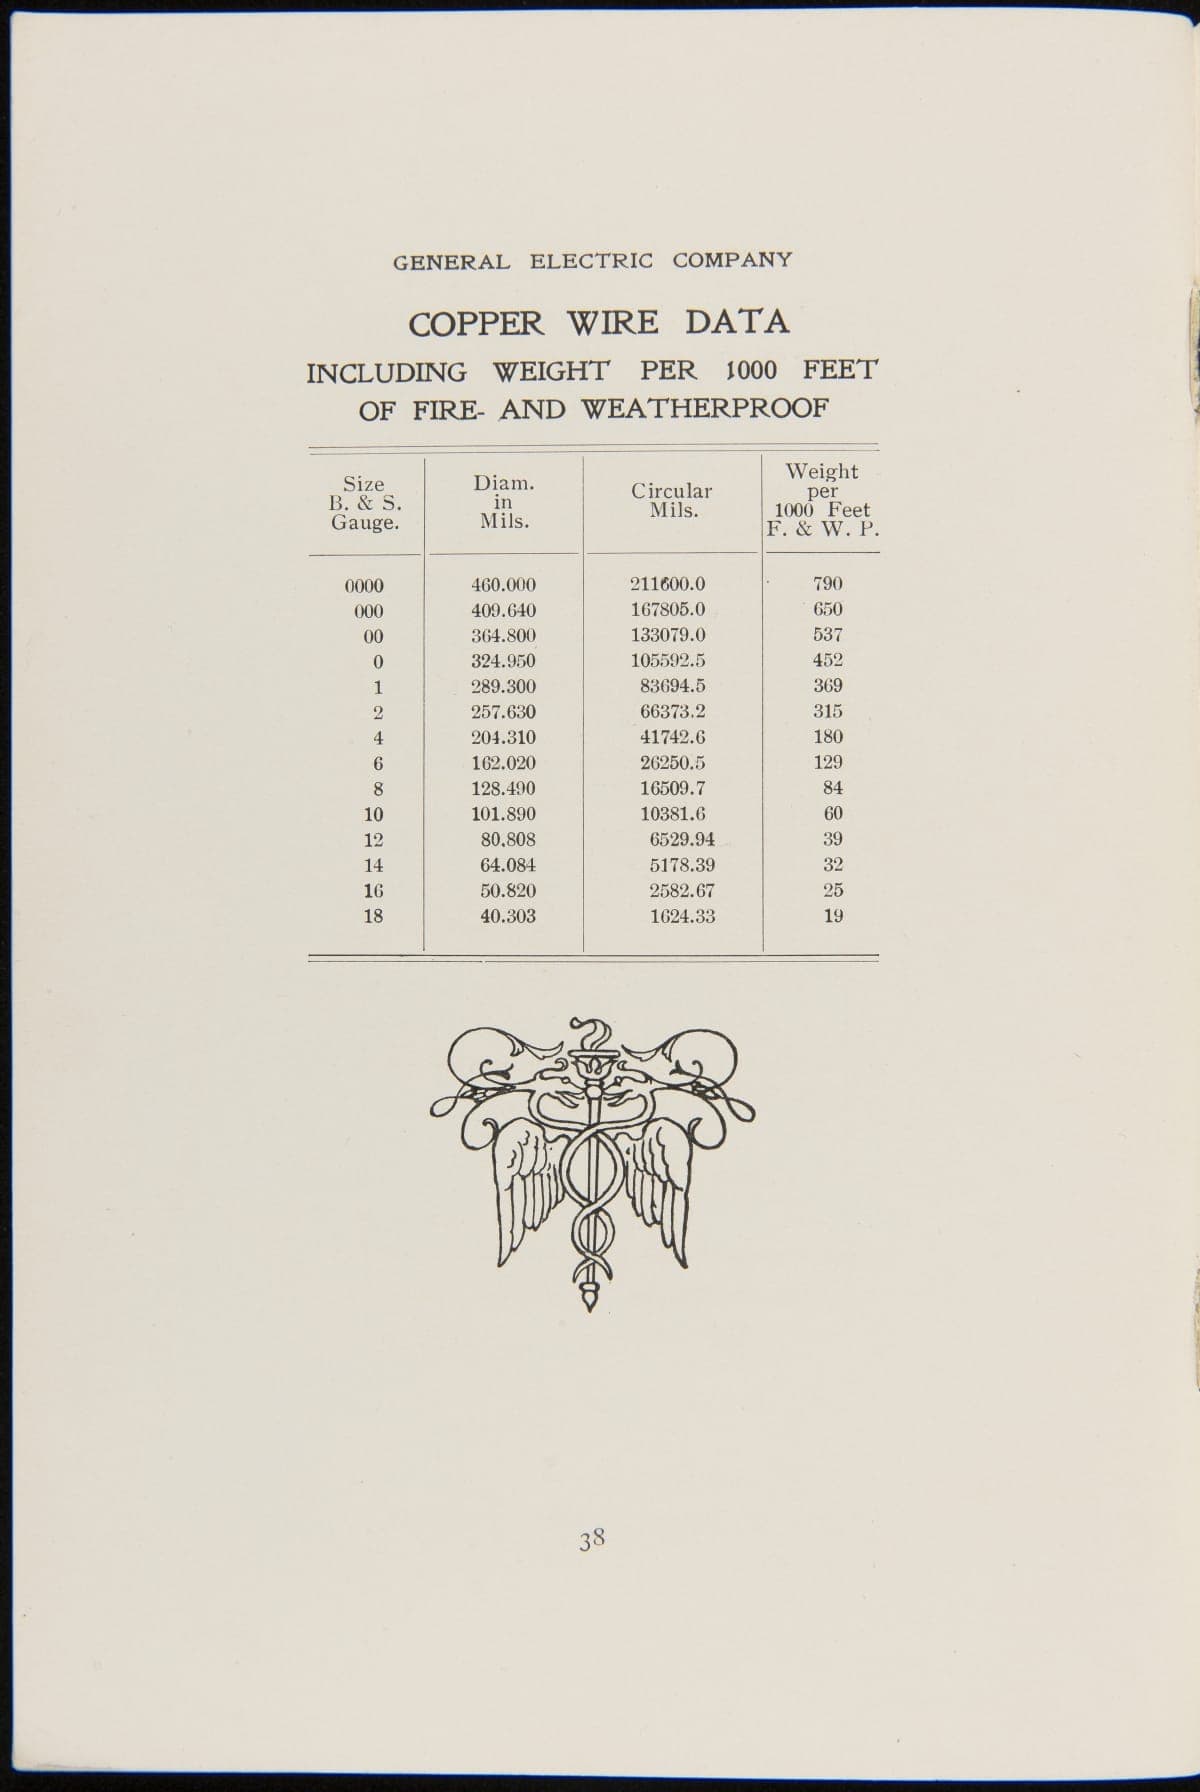 GENERAL ELECTRIC COMPANY
COPPER WIRE DATA
INCLUDING WEIGHT PER 1000 FEET
OF FIRE- AND WEATHERPROOF
Size B. & S. Gauge. Diam. in Mils. Circular Mils. Weight per 1000 Feet F. & W. P.
0000 460.000 211600.0 790
000 409.640 167805.0 650
00 364.800 133079.0 537
0 324.950 105592.5 452
1 289.300 83694.5 369
2 257.630 66373.2 315
4 204.310 41742.6 180
6 162.020 26250.5 129
8 128.490 16509.7 84
10 101.890 10381.6 60
12 80.808 6529.94 39
14 64.084 5178.39 32
16 50.820 2582.67 25
18 40.303 1624.33 19
38